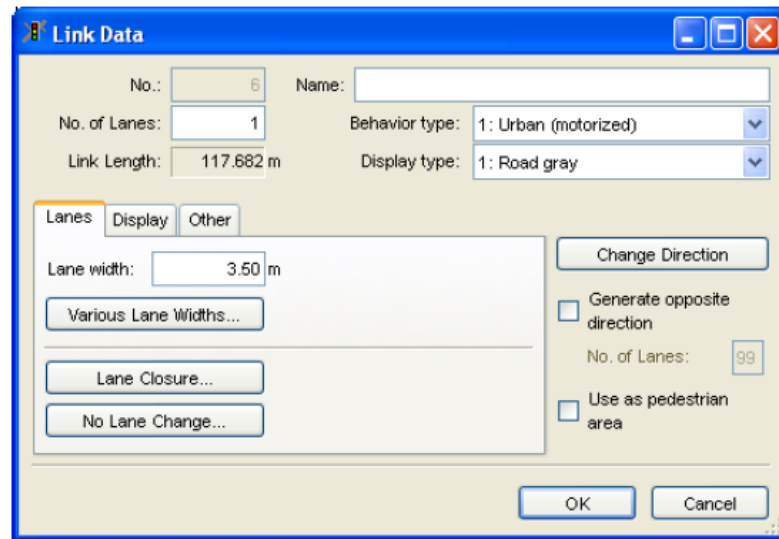 Link Data
No.: 6 Name:
No. of Lanes: 1 Behavior type: 1: Urban (motorized)
Link Length: 117.682 m Display type: 1: Road gray
Lanes Display Other
Lane width: 3.50 m
Various Lane Widths...
Lane Closure...
No Lane Change...
Change Direction
Generate opposite
direction
No. of Lanes: 99
Use as pedestrian
area
OK Cancel